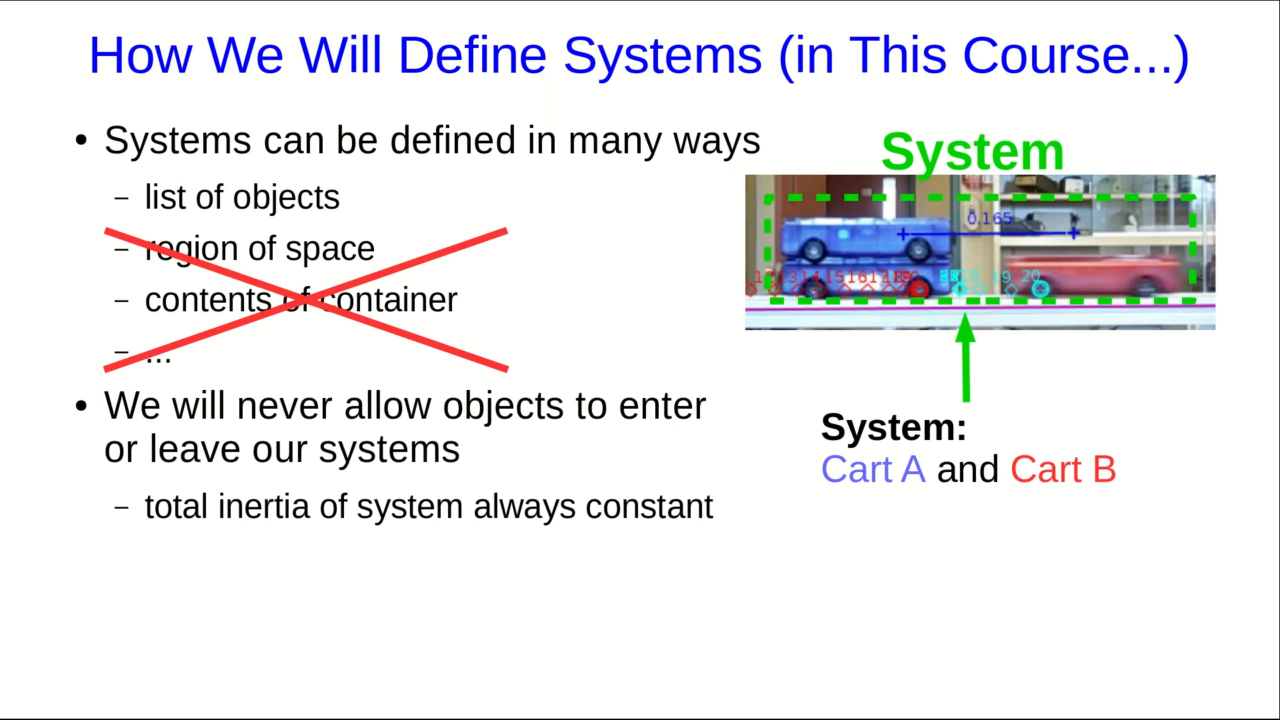 How We Will Define Systems (in This Course...)
• Systems can be defined in many ways
– list of objects
– region of space
– contents of container
– ...
• We will never allow objects to enter
or leave our systems
– total inertia of system always constant
System
0.165
19 20
System:
Cart A and Cart B